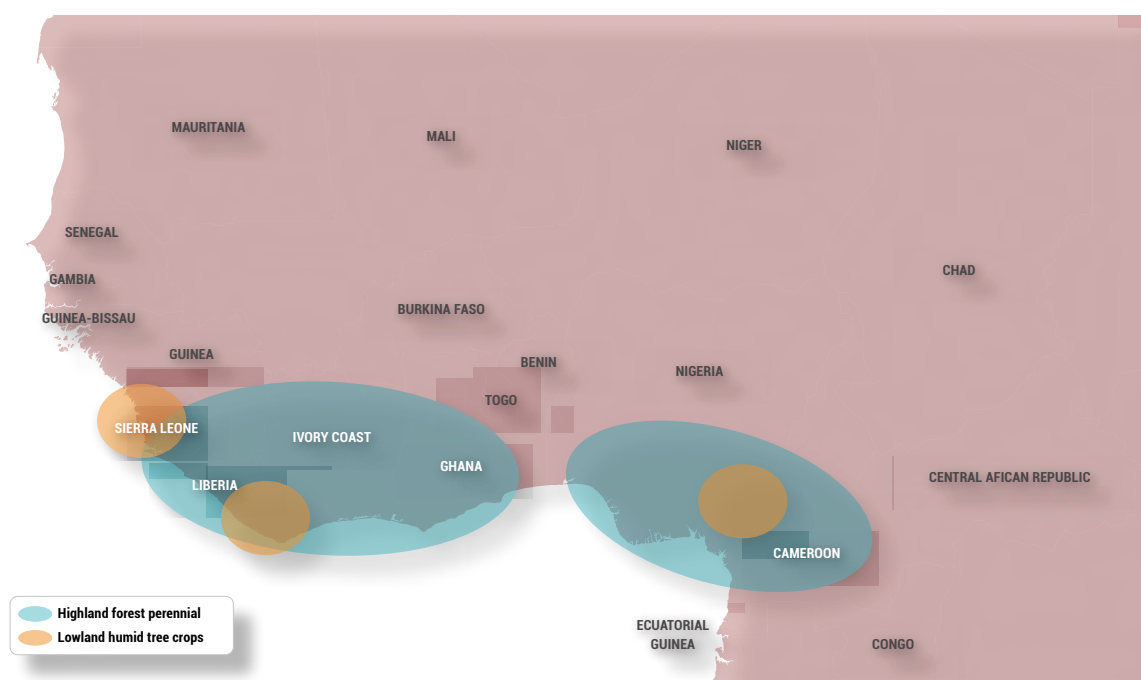 MAURITANIA
MALI
NIGER
SENEGAL
CHAD
GAMBIA
BURKINA FASO
GUINEA-BISSAU
GUINEA
BENIN
NIGERIA
TOGO
SIERRA LEONE
IVORY COAST
GHANA
CENTRAL AFICAN REPUBLIC
LIBERIA
CAMEROON
Highland forest perennial
Lowland humid tree crops
ECUATORIAL
GUINEA
CONGO